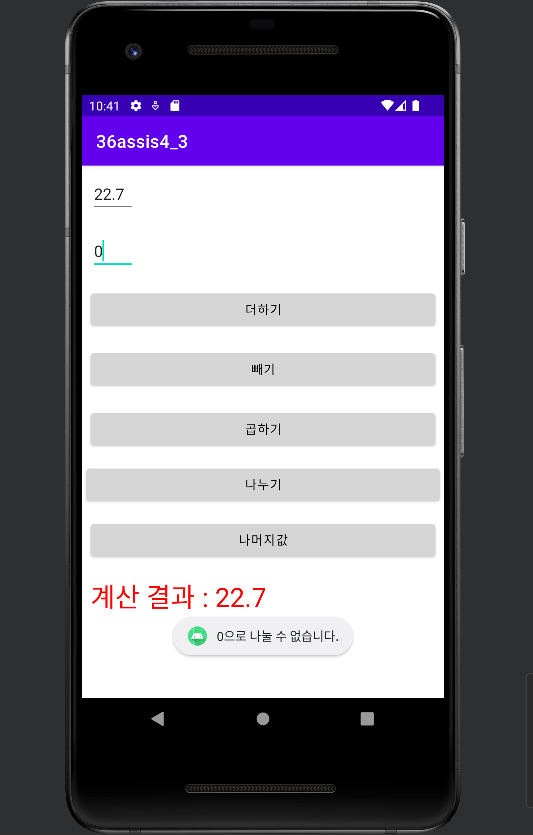 10:41
36assis4_3
22.7
0
더하기
빼기
곱하기
나누기
나머지값
계산 결과 : 22.7
0으로 나눌 수 없습니다.